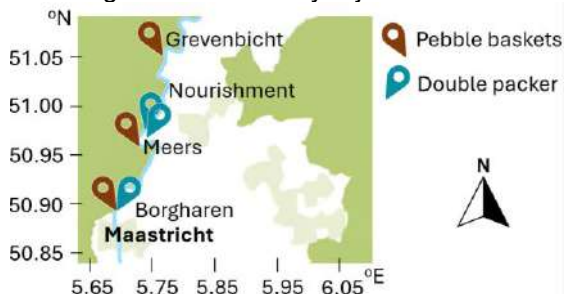 °N
51.05
51.00
50.95
50.90
50.85
Grevenbicht
Nourishment
Meers
Borgharen
Maastricht
5.65 5.75 5.85 5.95 6.05
°E
Pebble baskets
Double packer
N